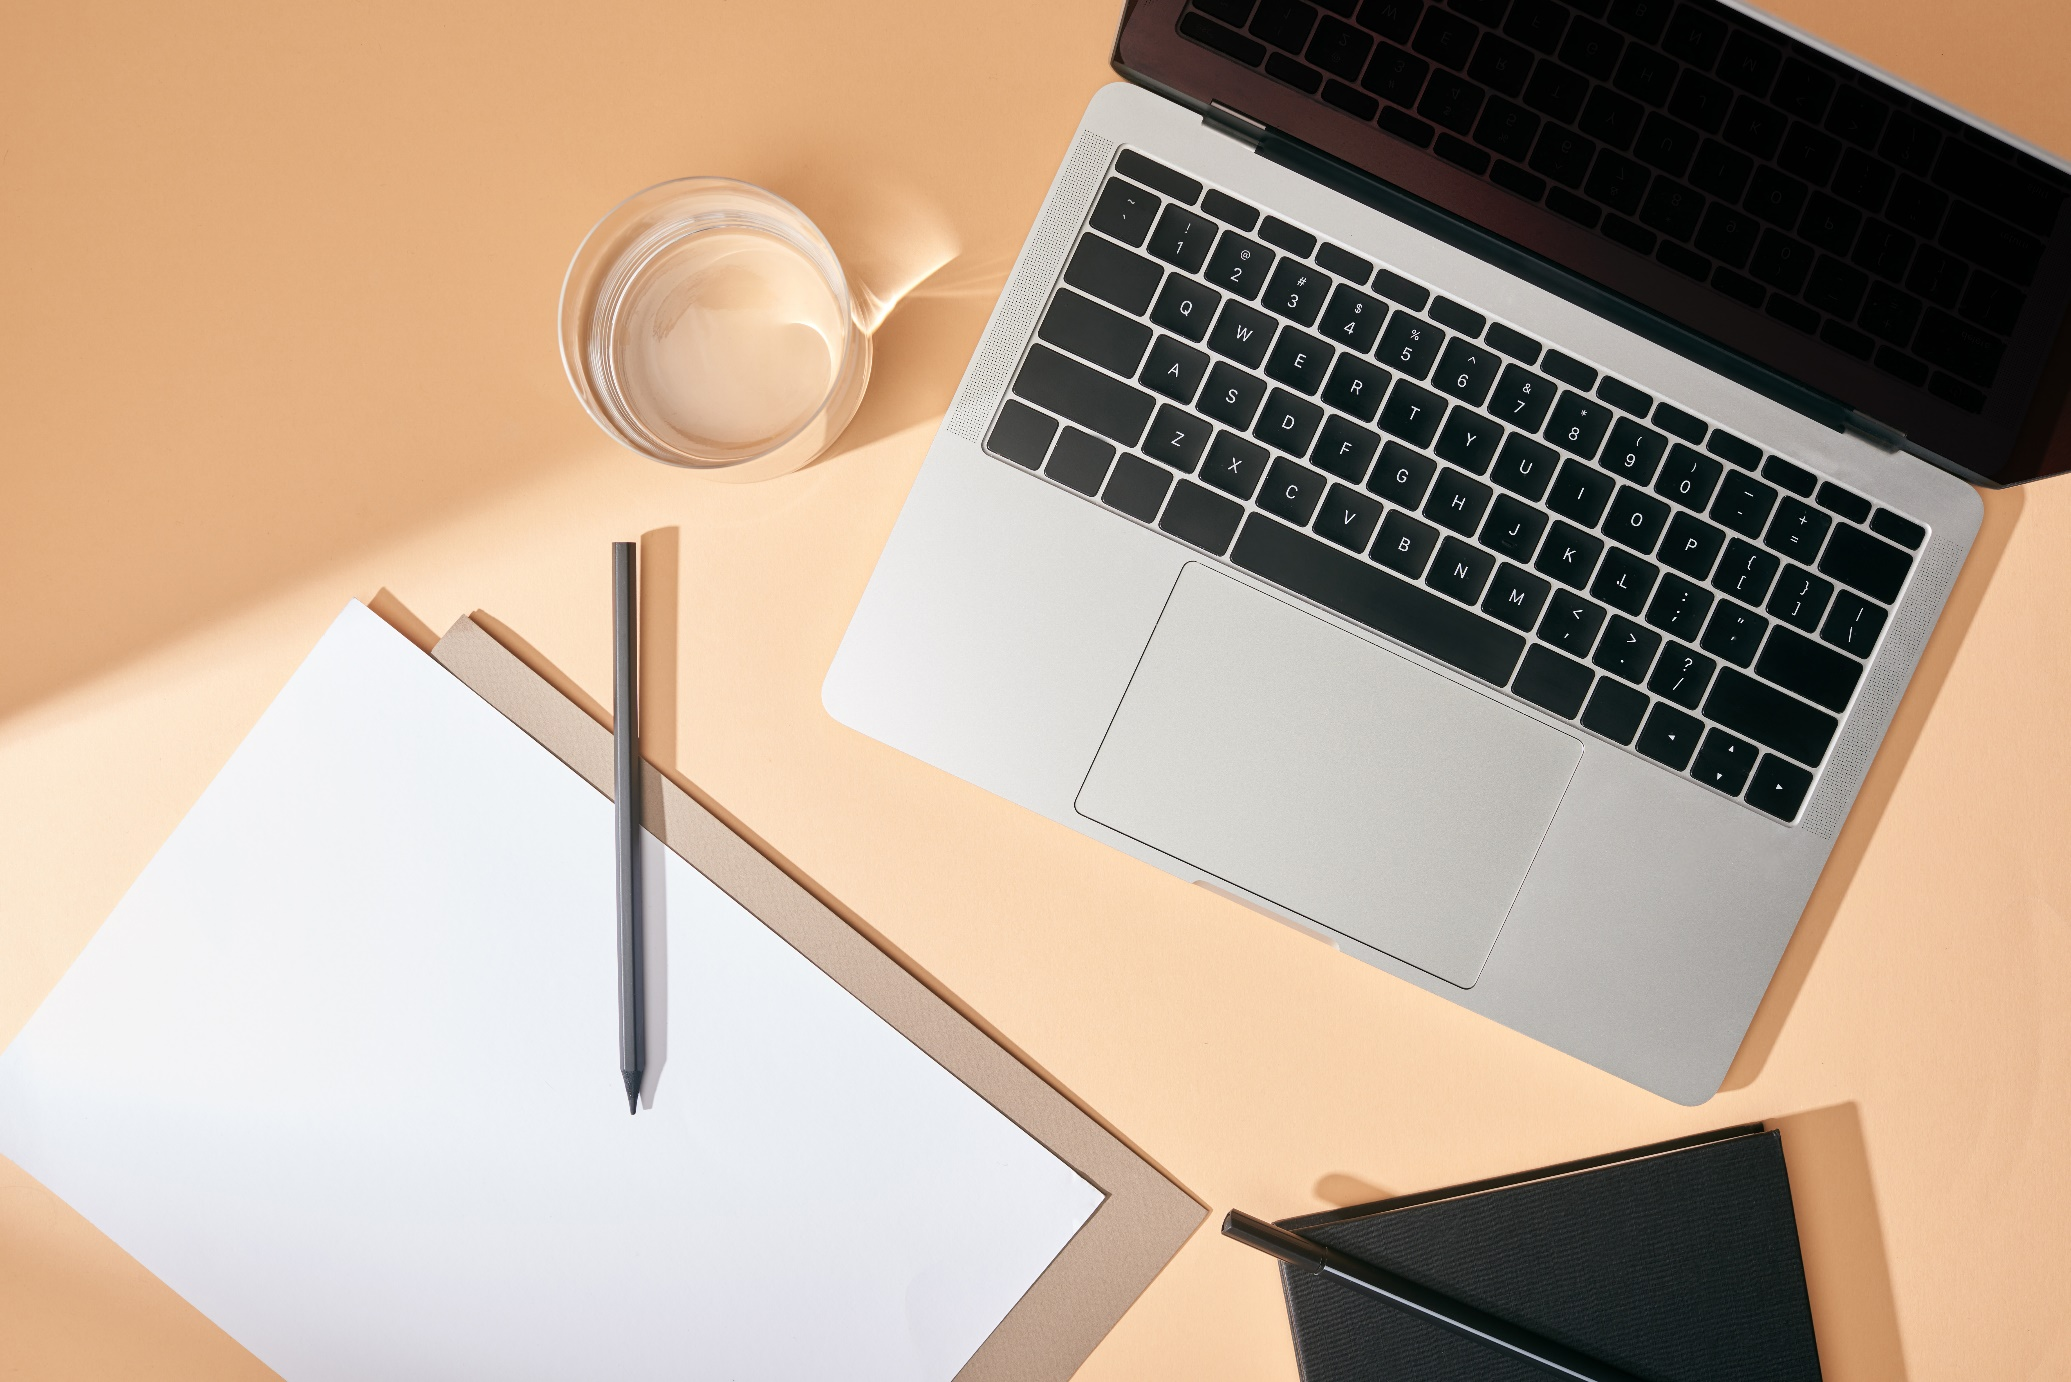 ~ `
! 1 @ 2 # 3 $ 4 % 5 ^ 6 & 7 * 8 ( 9 ) 0 _ - + =
Q W E R T Y U I O P { [ } ] | \
A S D F G H J K L : ; " '
Z X C V B N M < , > . ? /
◂ ▴ ▾ ▸